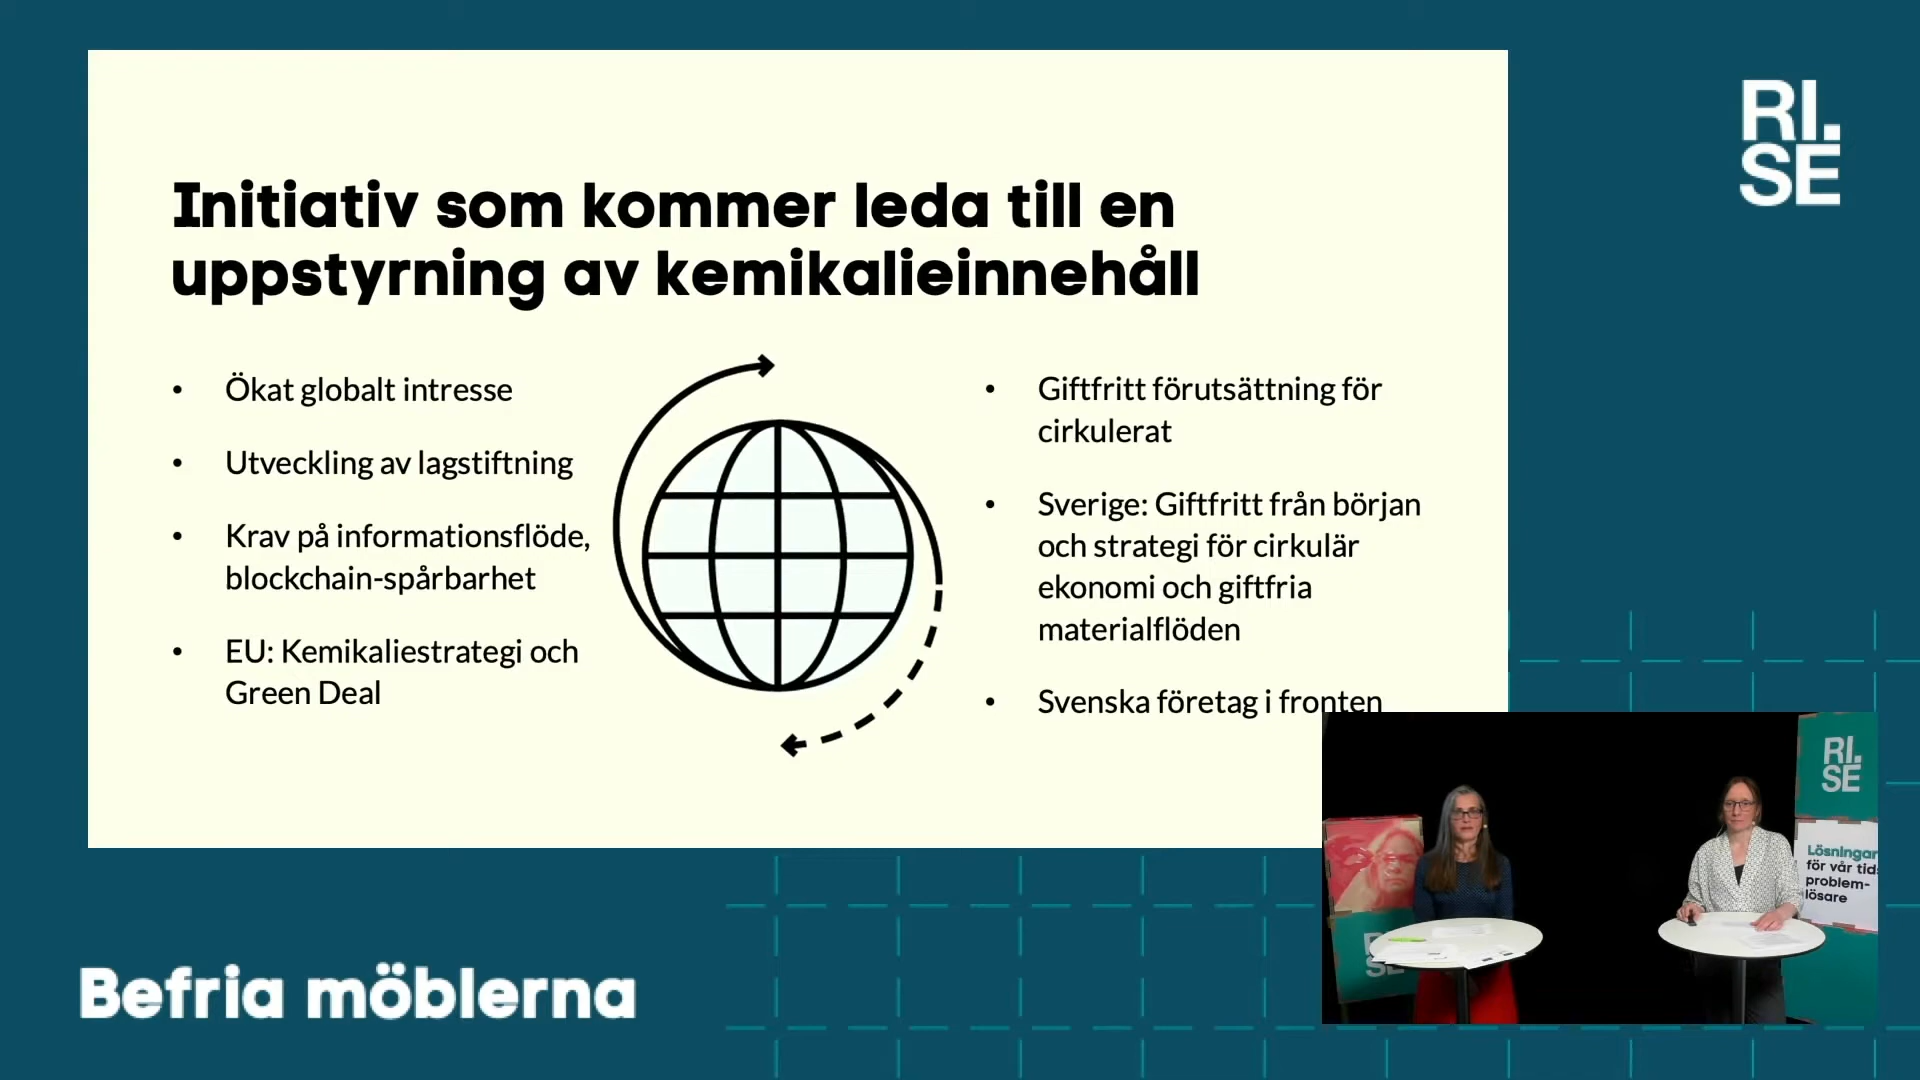 RI.
SE
Initiativ som kommer leda till en
uppstyrning av kemikalieinnehåll
• Ökat globalt intresse
• Utveckling av lagstiftning
• Krav på informationsflöde,
blockchain-spårbarhet
• EU: Kemikaliestrategi och
Green Deal
• Giftfritt förutsättning för
cirkulerat
• Sverige: Giftfritt från början
och strategi för cirkulär
ekonomi och giftfria
materialflöden
• Svenska företag i fronten
RI.
SE
Lösningar
för vår tids
problem-
lösare
Befria möblerna